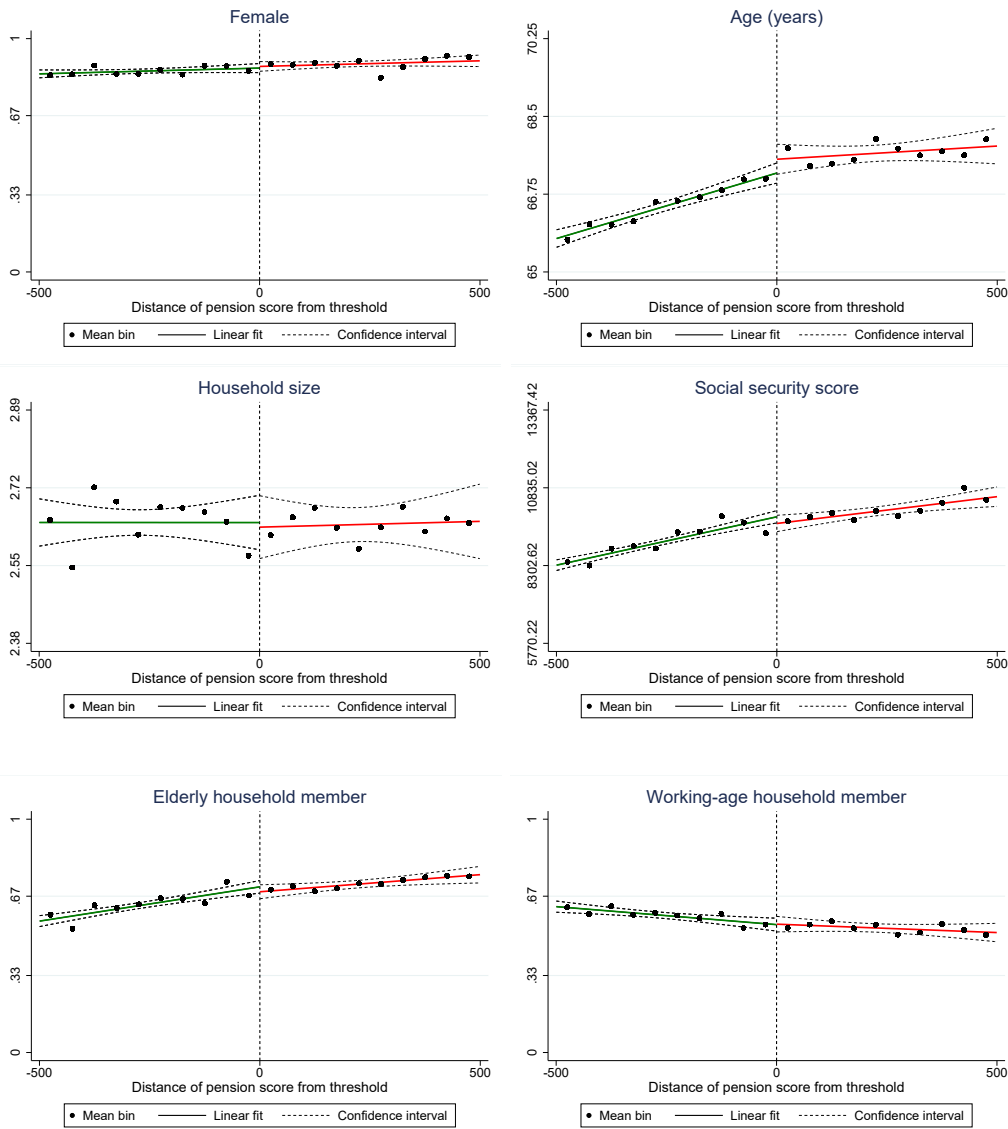 Female
1
.67
.33
0
-500 0 500
Distance of pension score from threshold
Mean bin Linear fit Confidence interval
Age (years)
70.25
68.5
66.75
65
-500 0 500
Distance of pension score from threshold
Mean bin Linear fit Confidence interval
Household size
2.89
2.72
2.55
2.38
-500 0 500
Distance of pension score from threshold
Mean bin Linear fit Confidence interval
Social security score
13367.42
10835.02
8302.62
5770.22
-500 0 500
Distance of pension score from threshold
Mean bin Linear fit Confidence interval
Elderly household member
1
.67
.33
0
-500 0 500
Distance of pension score from threshold
Mean bin Linear fit Confidence interval
Working-age household member
1
.67
.33
0
-500 0 500
Distance of pension score from threshold
Mean bin Linear fit Confidence interval